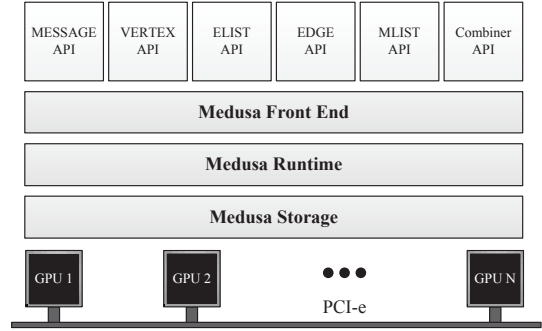 MESSAGE API
VERTEX API
ELIST API
EDGE API
MLIST API
Combiner API
Medusa Front End
Medusa Runtime
Medusa Storage
GPU 1
GPU 2
GPU N
PCI-e